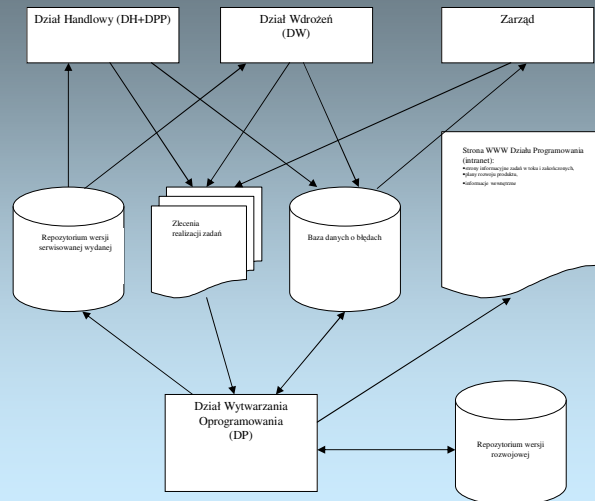 Dział Handlowy (DH+DPP)
Dział Wdrożeń
(DW)
Zarząd
Strona WWW Działu Programowania
(intranet):
•strony informacyjne zadań w toku i zakończonych,
•plany rozwoju produktu,
•informacje wewnętrzne
Repozytorium wersji
serwisowanej wydanej
Zlecenia
realizacji zadań
Baza danych o błędach
Dział Wytwarzania
Oprogramowania
(DP)
Repozytorium wersji
rozwojowej